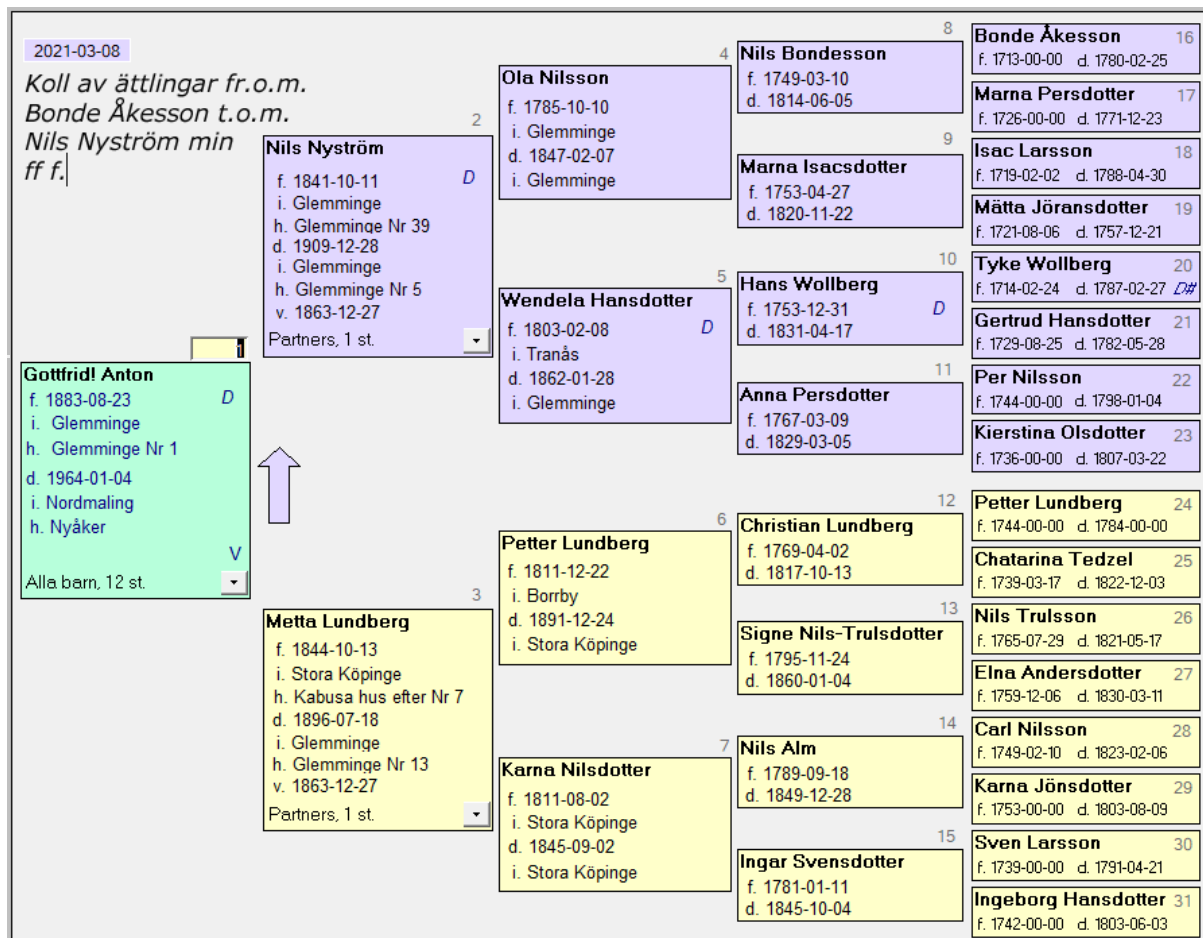 2021-03-08
Koll av ättlingar fr.o.m.
Bonde Åkesson t.o.m.
Nils Nyström min
ff f.
1
Gottfrid! Anton
f. 1883-08-23 D
i. Glemminge
h. Glemminge Nr 1
d. 1964-01-04
i. Nordmaling
h. Nyåker
V
Alla barn, 12 st.
2
Nils Nyström
f. 1841-10-11 D
i. Glemminge
h. Glemminge Nr 39
d. 1909-12-28
i. Glemminge
h. Glemminge Nr 5
v. 1863-12-27
Partners, 1 st.
3
Metta Lundberg
f. 1844-10-13
i. Stora Köpinge
h. Kabusa hus efter Nr 7
d. 1896-07-18
i. Glemminge
h. Glemminge Nr 13
v. 1863-12-27
Partners, 1 st.
4
Ola Nilsson
f. 1785-10-10
i. Glemminge
d. 1847-02-07
i. Glemminge
5
Wendela Hansdotter
f. 1803-02-08 D
i. Tranås
d. 1862-01-28
i. Glemminge
6
Petter Lundberg
f. 1811-12-22
i. Borrby
d. 1891-12-24
i. Stora Köpinge
7
Karna Nilsdotter
f. 1811-08-02
i. Stora Köpinge
d. 1845-09-02
i. Stora Köpinge
8
Nils Bondesson
f. 1749-03-10
d. 1814-06-05
9
Marna Isacsdotter
f. 1753-04-27
d. 1820-11-22
10
Hans Wollberg
f. 1753-12-31 D
d. 1831-04-17
11
Anna Persdotter
f. 1767-03-09
d. 1829-03-05
12
Christian Lundberg
f. 1769-04-02
d. 1817-10-13
13
Signe Nils-Trulsdotter
f. 1795-11-24
d. 1860-01-04
14
Nils Alm
f. 1789-09-18
d. 1849-12-28
15
Ingar Svensdotter
f. 1781-01-11
d. 1845-10-04
Bonde Åkesson 16
f. 1713-00-00 d. 1780-02-25
Marna Persdotter 17
f. 1726-00-00 d. 1771-12-23
Isac Larsson 18
f. 1719-02-02 d. 1788-04-30
Mätta Jöransdotter 19
f. 1721-08-06 d. 1757-12-21
Tyke Wollberg 20
f. 1714-02-24 d. 1787-02-27 D#
Gertrud Hansdotter 21
f. 1729-08-25 d. 1782-05-28
Per Nilsson 22
f. 1744-00-00 d. 1798-01-04
Kierstina Olsdotter 23
f. 1736-00-00 d. 1807-03-22
Petter Lundberg 24
f. 1744-00-00 d. 1784-00-00
Chatarina Tedzel 25
f. 1739-03-17 d. 1822-12-03
Nils Trulsson 26
f. 1765-07-29 d. 1821-05-17
Elna Andersdotter 27
f. 1759-12-06 d. 1830-03-11
Carl Nilsson 28
f. 1749-02-10 d. 1823-02-06
Karna Jönsdotter 29
f. 1753-00-00 d. 1803-08-09
Sven Larsson 30
f. 1739-00-00 d. 1791-04-21
Ingeborg Hansdotter 31
f. 1742-00-00 d. 1803-06-03